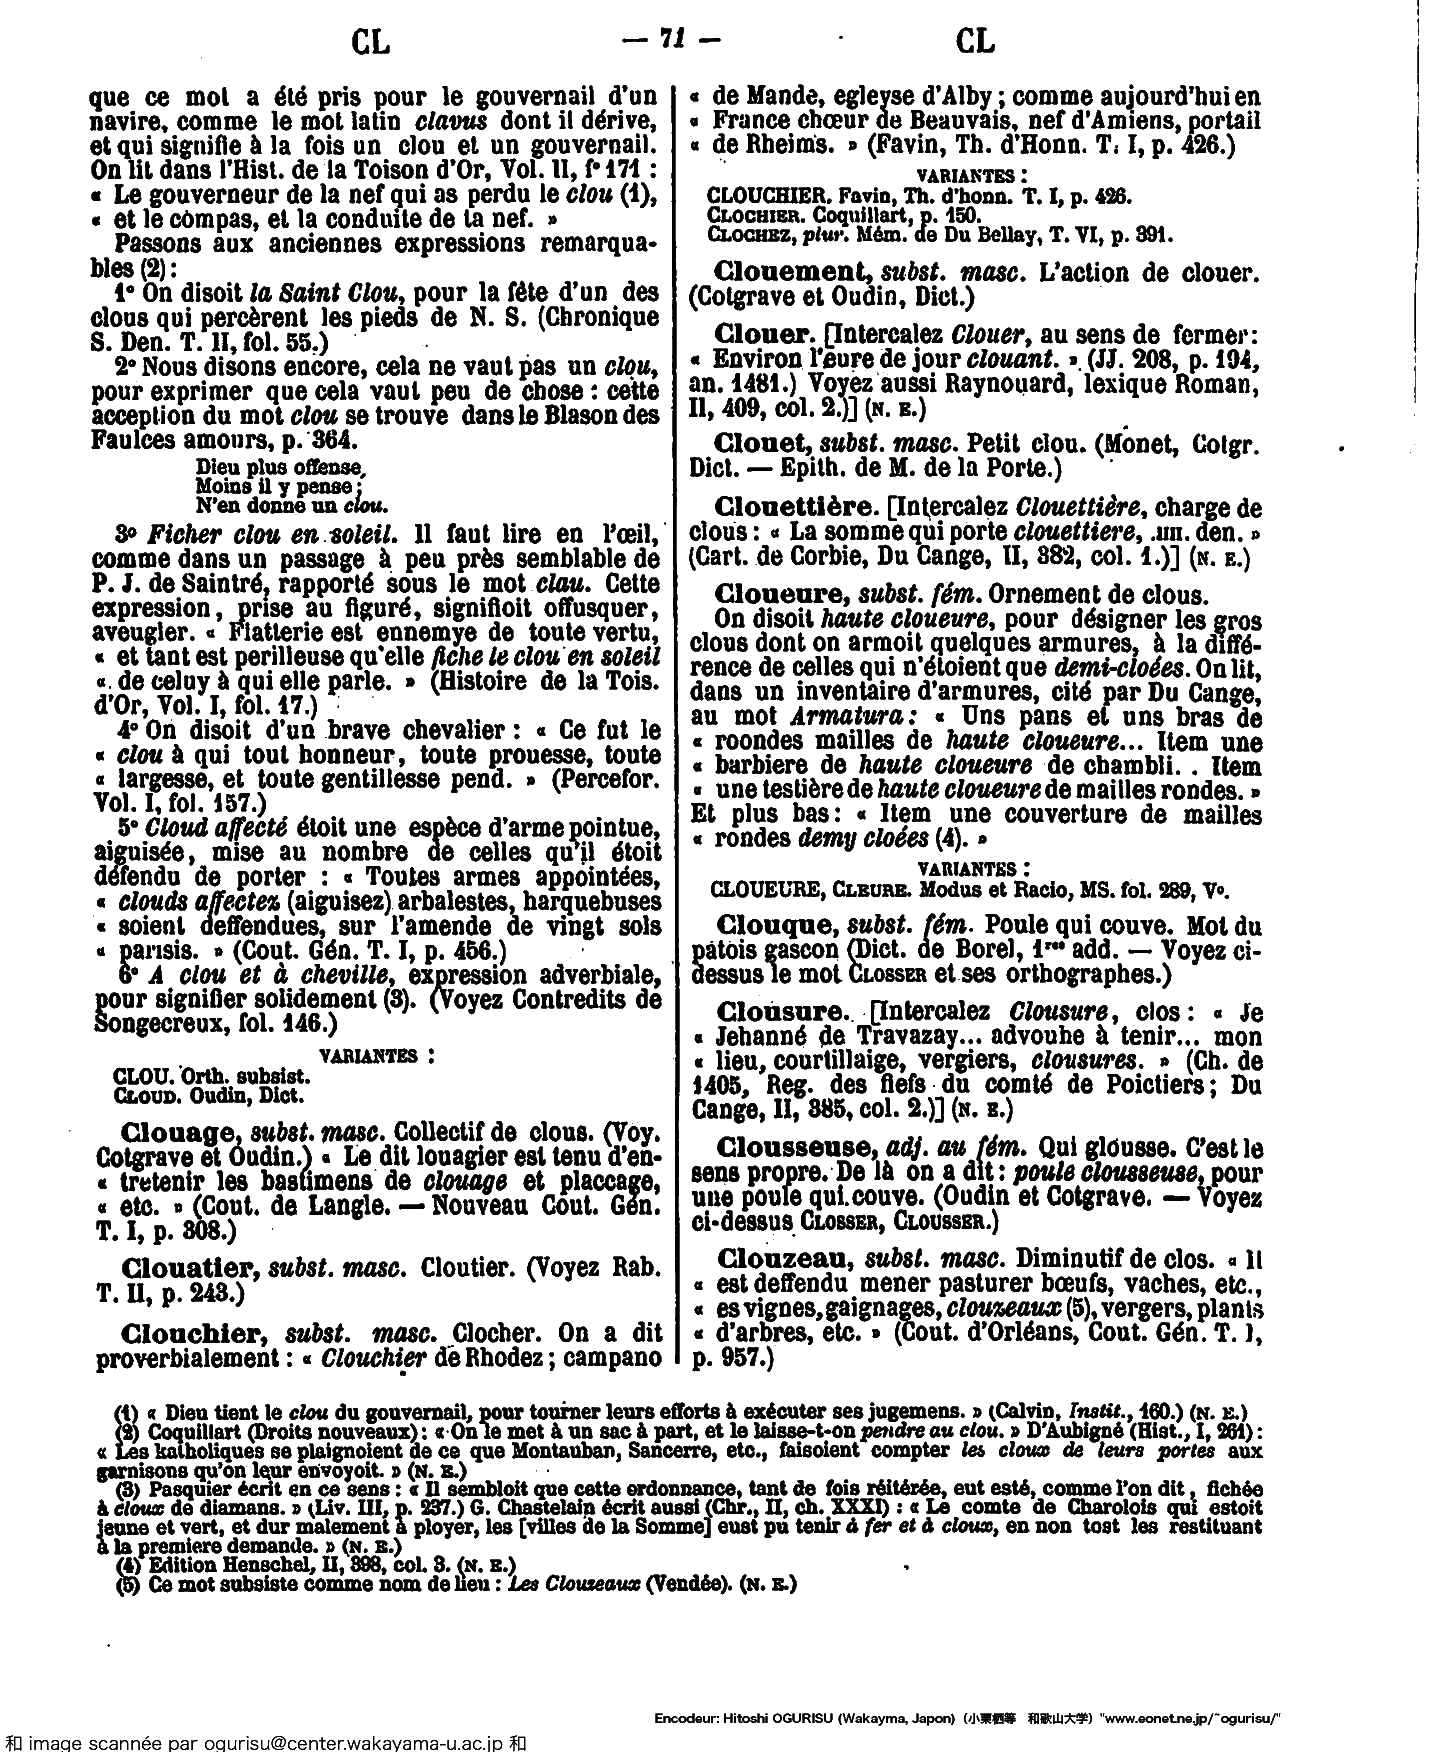 CL — 71 — CL
que ce mot a été pris pour le gouvernail d'un
navire, comme le mot latin clavus dont il dérive,
et qui signifie à la fois un clou et un gouvernail.
On lit dans l'Hist. de la Toison d'Or, Vol. II, f° 171 :
« Le gouverneur de la nef qui as perdu le clou (1),
« et le compas, et la conduite de ta nef. »
Passons aux anciennes expressions remarqua-
bles (2) :
1° On disoit la Saint Clou, pour la fête d'un des
clous qui percèrent les pieds de N. S. (Chronique
S. Den. T. II, fol. 55.)
2° Nous disons encore, cela ne vaut pas un clou,
pour exprimer que cela vaut peu de chose : cette
acception du mot clou se trouve dans le Blason des
Faulces amours, p. 364.
Dieu plus offense,
Moins il y pense ;
N'en donne un clou.
3° Ficher clou en soleil. Il faut lire en l'œil,
comme dans un passage à peu près semblable de
P. J. de Saintré, rapporté sous le mot clau. Cette
expression, prise au figuré, signifioit offusquer,
aveugler. « Flatterie est ennemye de toute vertu,
« et tant est perilleuse qu'elle fiche le clou en soleil
« de celuy à qui elle parle. » (Histoire de la Tois.
d'Or, Vol. I, fol. 17.)
4° On disoit d'un brave chevalier : « Ce fut le
« clou à qui tout honneur, toute prouesse, toute
« largesse, et toute gentillesse pend. » (Percefor.
Vol. I, fol. 157.)
5° Cloud affecté étoit une espèce d'arme pointue,
aiguisée, mise au nombre de celles qu'il étoit
défendu de porter : « Toutes armes appointées,
« clouds affectez (aiguisez) arbalestes, harquebuses
« soient deffendues, sur l'amende de vingt sols
« parisis. » (Cout. Gén. T. I, p. 456.)
6° A clou et à cheville, expression adverbiale,
pour signifier solidement (3). (Voyez Contredits de
Songecreux, fol. 146.)
VARIANTES :
CLOU. Orth. subsist.
CLOUD. Oudin, Dict.
Clouage, subst. masc. Collectif de clous. (Voy.
Cotgrave et Oudin.) « Le dit louagier est tenu d'en-
« tretenir les bastimens de clouage et placcage,
« etc. » (Cout. de Langle. — Nouveau Cout. Gén.
T. I, p. 308.)
Clouatier, subst. masc. Cloutier. (Voyez Rab.
T. II, p. 243.)
Clouchier, subst. masc. Clocher. On a dit
proverbialement : « Clouchier de Rhodez ; campano
« de Mande, egleyse d'Alby ; comme aujourd'hui en
« France chœur de Beauvais, nef d'Amiens, portail
« de Rheims. » (Favin, Th. d'Honn. T. I, p. 426.)
VARIANTES :
CLOUCHIER. Favin, Th. d'honn. T. I, p. 426.
CLOCHIER. Coquillart, p. 150.
CLOCHEZ, plur. Mém. de Du Bellay, T. VI, p. 391.
Clouement, subst. masc. L'action de clouer.
(Cotgrave et Oudin, Dict.)
Clouer. [Intercalez Clouer, au sens de fermer :
« Environ l'eure de jour clouant. » (JJ. 208, p. 194,
an. 1481.) Voyez aussi Raynouard, lexique Roman,
II, 409, col. 2.)] (N. E.)
Clouet, subst. masc. Petit clou. (Monet, Cotgr.
Dict. — Epith. de M. de la Porte.)
Clouettière. [Intercalez Clouettière, charge de
clous : « La somme qui porte clouettiere, .IIII. den. »
(Cart. de Corbie, Du Cange, II, 382, col. 1.)] (N. E.)
Cloueure, subst. fém. Ornement de clous.
On disoit haute cloueure, pour désigner les gros
clous dont on armoit quelques armures, à la diffé-
rence de celles qui n'étoient que demi-cloées. On lit,
dans un inventaire d'armures, cité par Du Cange,
au mot Armatura : « Uns pans et uns bras de
« roondes mailles de haute cloueure... Item une
« barbiere de haute cloueure de chambli. . Item
« une testière de haute cloueure de mailles rondes. »
Et plus bas : « Item une couverture de mailles
« rondes demy cloées (4). »
VARIANTES :
CLOUEURE, CLEURE. Modus et Racio, MS. fol. 289, V°.
Clouque, subst. fém. Poule qui couve. Mot du
patois gascon (Dict. de Borel, 1res add. — Voyez ci-
dessus le mot CLOSSER et ses orthographes.)
Clousure. [Intercalez Clousure, clos : « Je
« Jehanné de Travazay... advouhe à tenir... mon
« lieu, courtillaige, vergiers, clousures. » (Ch. de
1405, Reg. des fiefs du comté de Poictiers ; Du
Cange, II, 385, col. 2.)] (N. E.)
Clousseuse, adj. au fém. Qui glousse. C'est le
sens propre. De là on a dit : poule clousseuse, pour
une poule qui couve. (Oudin et Cotgrave. — Voyez
ci-dessus CLOSSER, CLOUSSER.)
Clouzeau, subst. masc. Diminutif de clos. « Il
« est deffendu mener pasturer bœufs, vaches, etc.,
« es vignes, gaignages, clouzeaux (5), vergers, plants
« d'arbres, etc. » (Cout. d'Orléans, Cout. Gén. T. I,
p. 957.)
(1) « Dieu tient le clou du gouvernail, pour tourner leurs efforts à exécuter ses jugemens. » (Calvin, Instit., 160.) (N. E.)
(2) Coquillart (Droits nouveaux) : « On le met à un sac à part, et le laisse-t-on pendre au clou. » D'Aubigné (Hist., I, 261) :
« Les katholiques se plaignoient de ce que Montauban, Sancerre, etc., faisoient compter les cloux de leurs portes aux
garnisons qu'on leur envoyoit. » (N. E.)
(3) Pasquier écrit en ce sens : « Il sembloit que cette ordonnance, tant de fois réitérée, eut esté, comme l'on dit, fichée
à cloux de diamans. » (Liv. III, p. 237.) G. Chastelain écrit aussi (Chr., II, ch. XXXI) : « Le comte de Charolois qui estoit
jeune et vert, et dur malement à ployer, les [villes de la Somme] eust pu tenir à fer et à cloux, en non tost les restituant
à la premiere demande. » (N. E.)
(4) Edition Henschel, II, 398, col. 3. (N. E.)
(5) Ce mot subsiste comme nom de lieu : Les Clouzeaux (Vendée). (N. E.)
Encodeur: Hitoshi OGURISU (Wakayma, Japon) (小栗栖等 和歌山大学) "www.eonet.ne.jp/~ogurisu/"
和 image scannée par ogurisu@center.wakayama-u.ac.jp 和